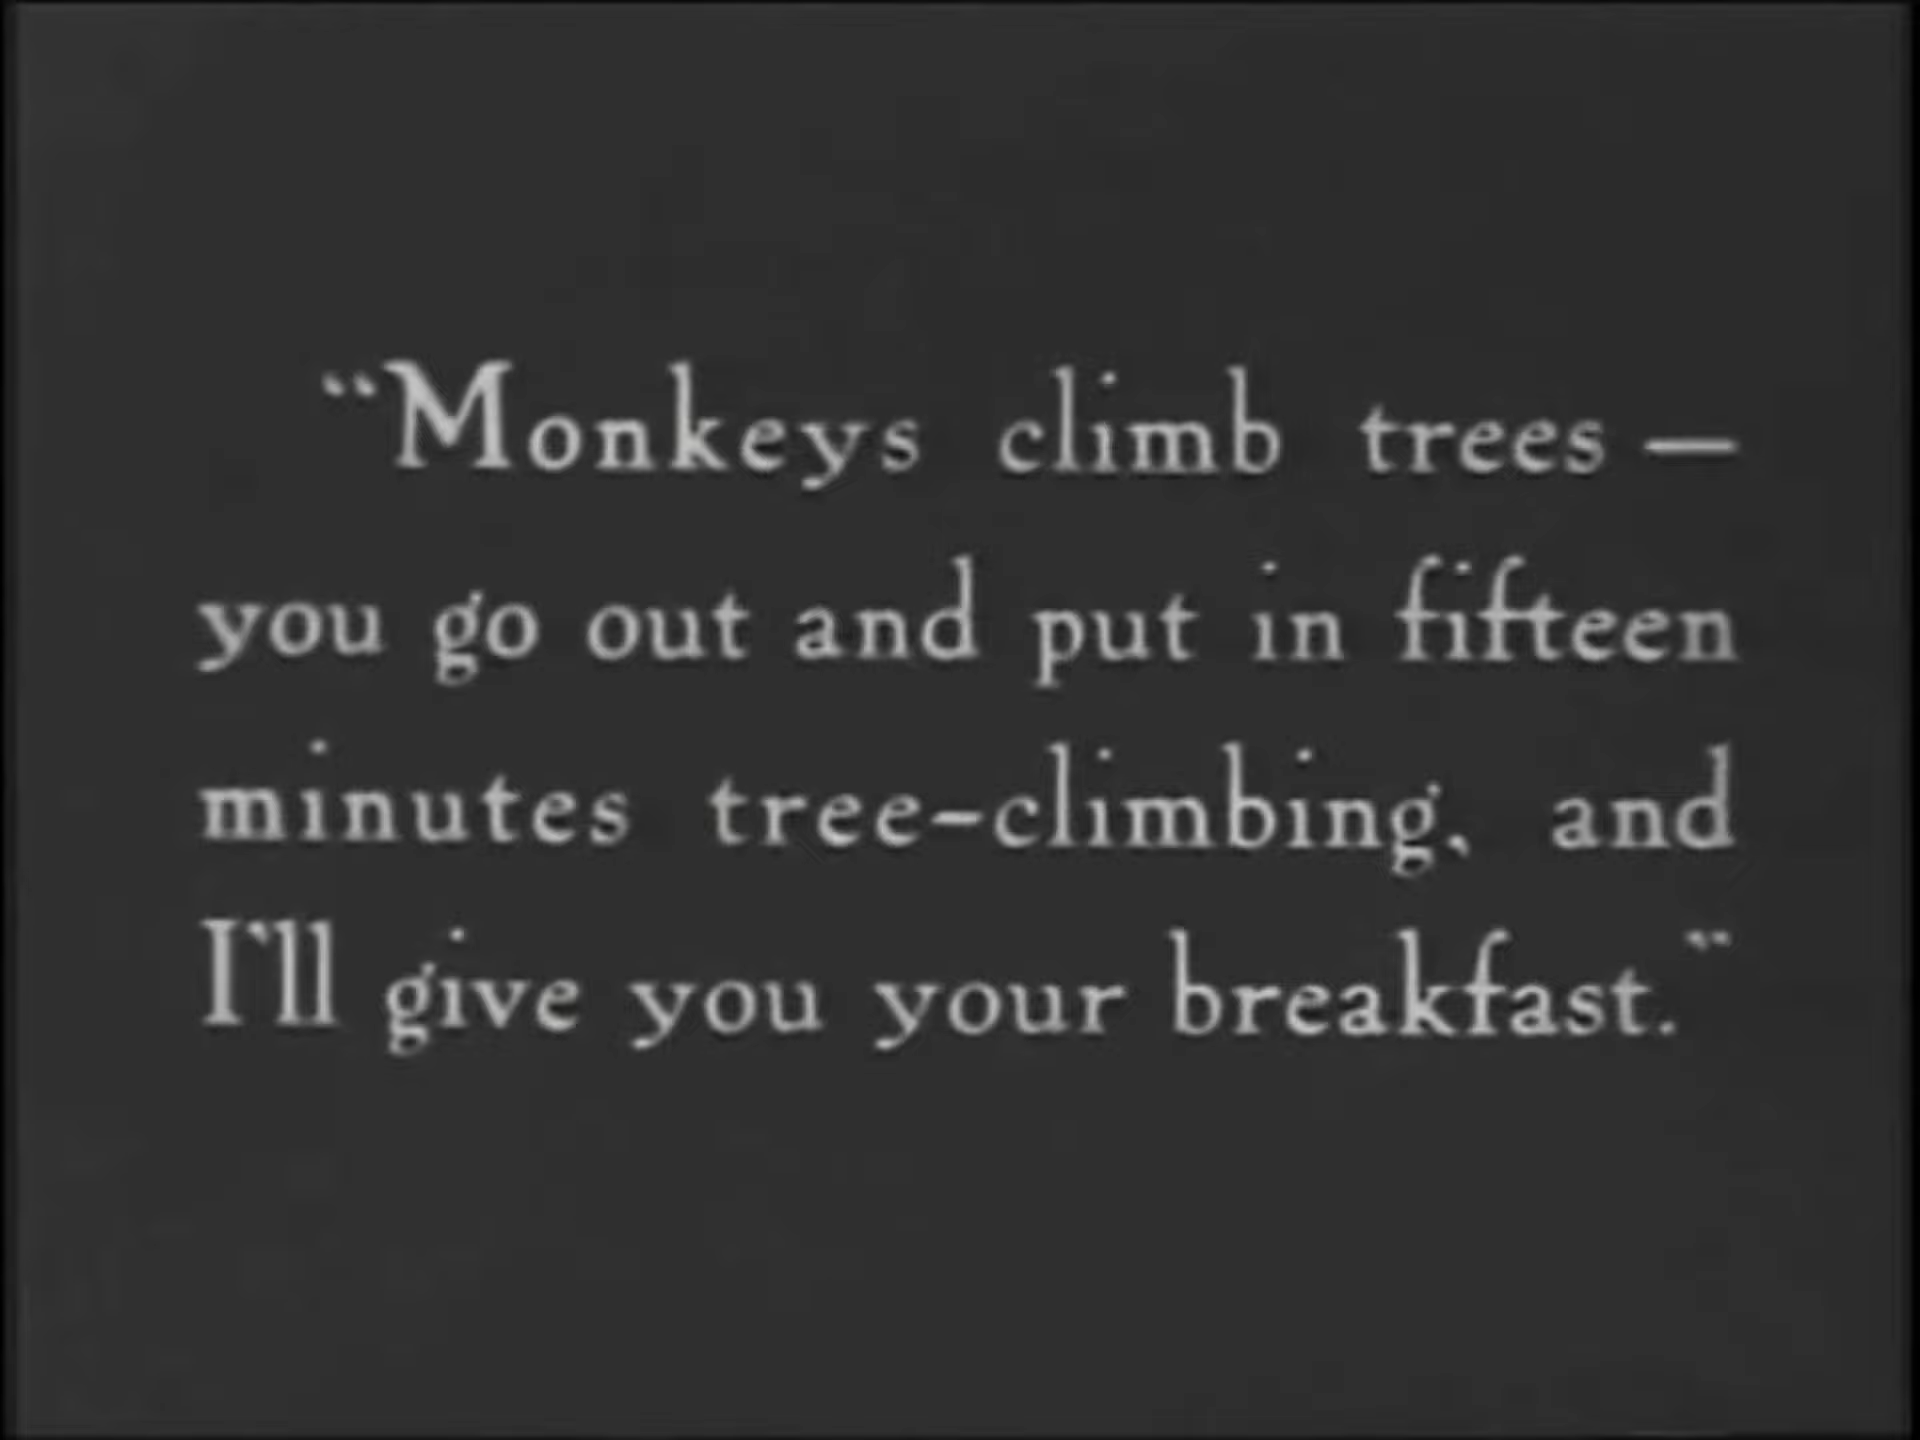 “Monkeys climb trees —
you go out and put in fifteen
minutes tree-climbing, and
I'll give you your breakfast.”